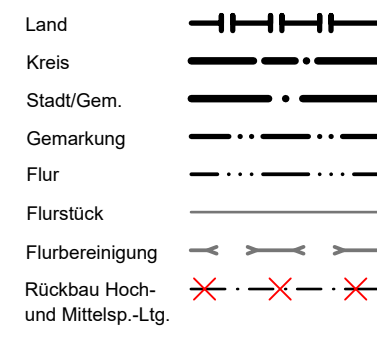 Land
Kreis
Stadt/Gem.
Gemarkung
Flur
Flurstück
Flurbereinigung
Rückbau Hoch-
und Mittelsp.-Ltg.